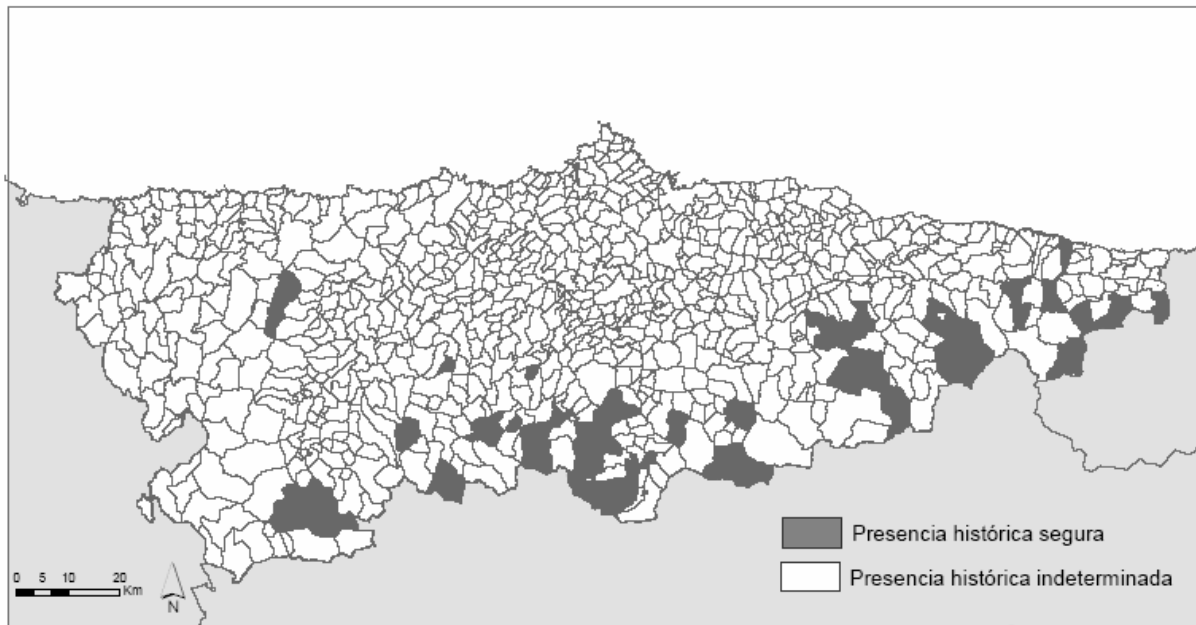 Presencia histórica segura
Presencia histórica indeterminada
0 5 10 20
Km
N